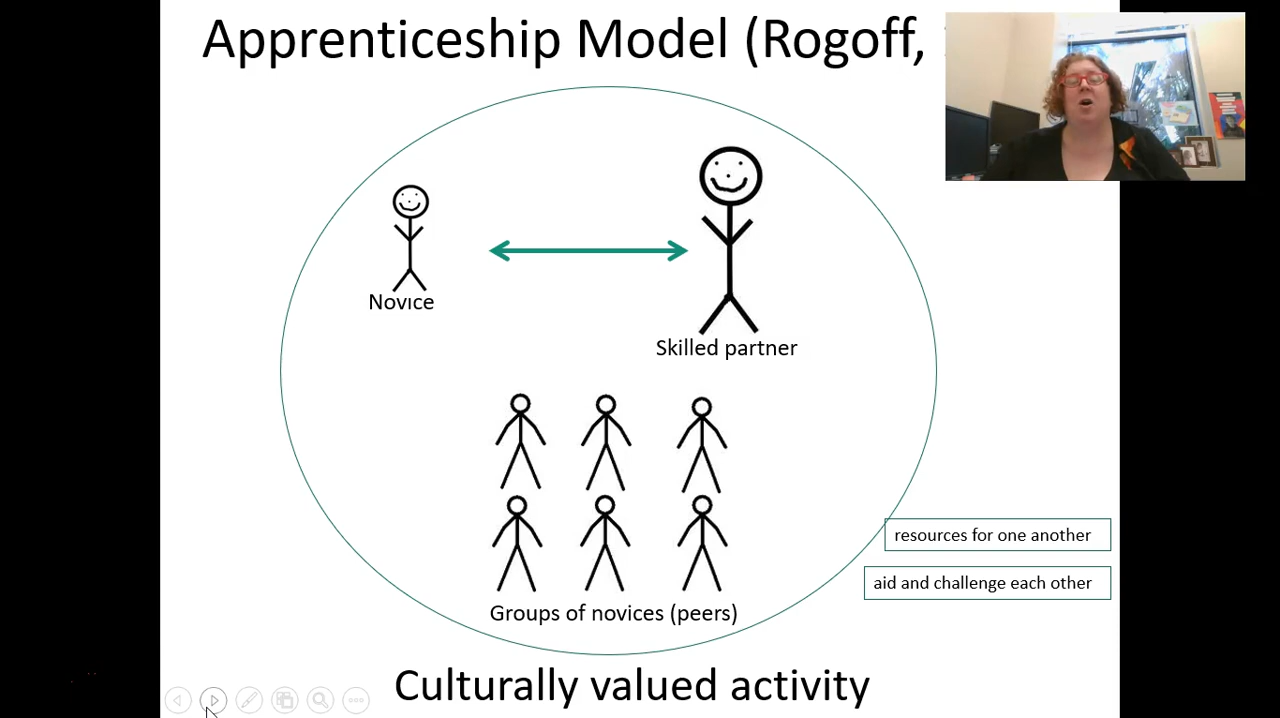 Apprenticeship Model (Rogoff,
Novice
Skilled partner
resources for one another
aid and challenge each other
Groups of novices (peers)
Culturally valued activity